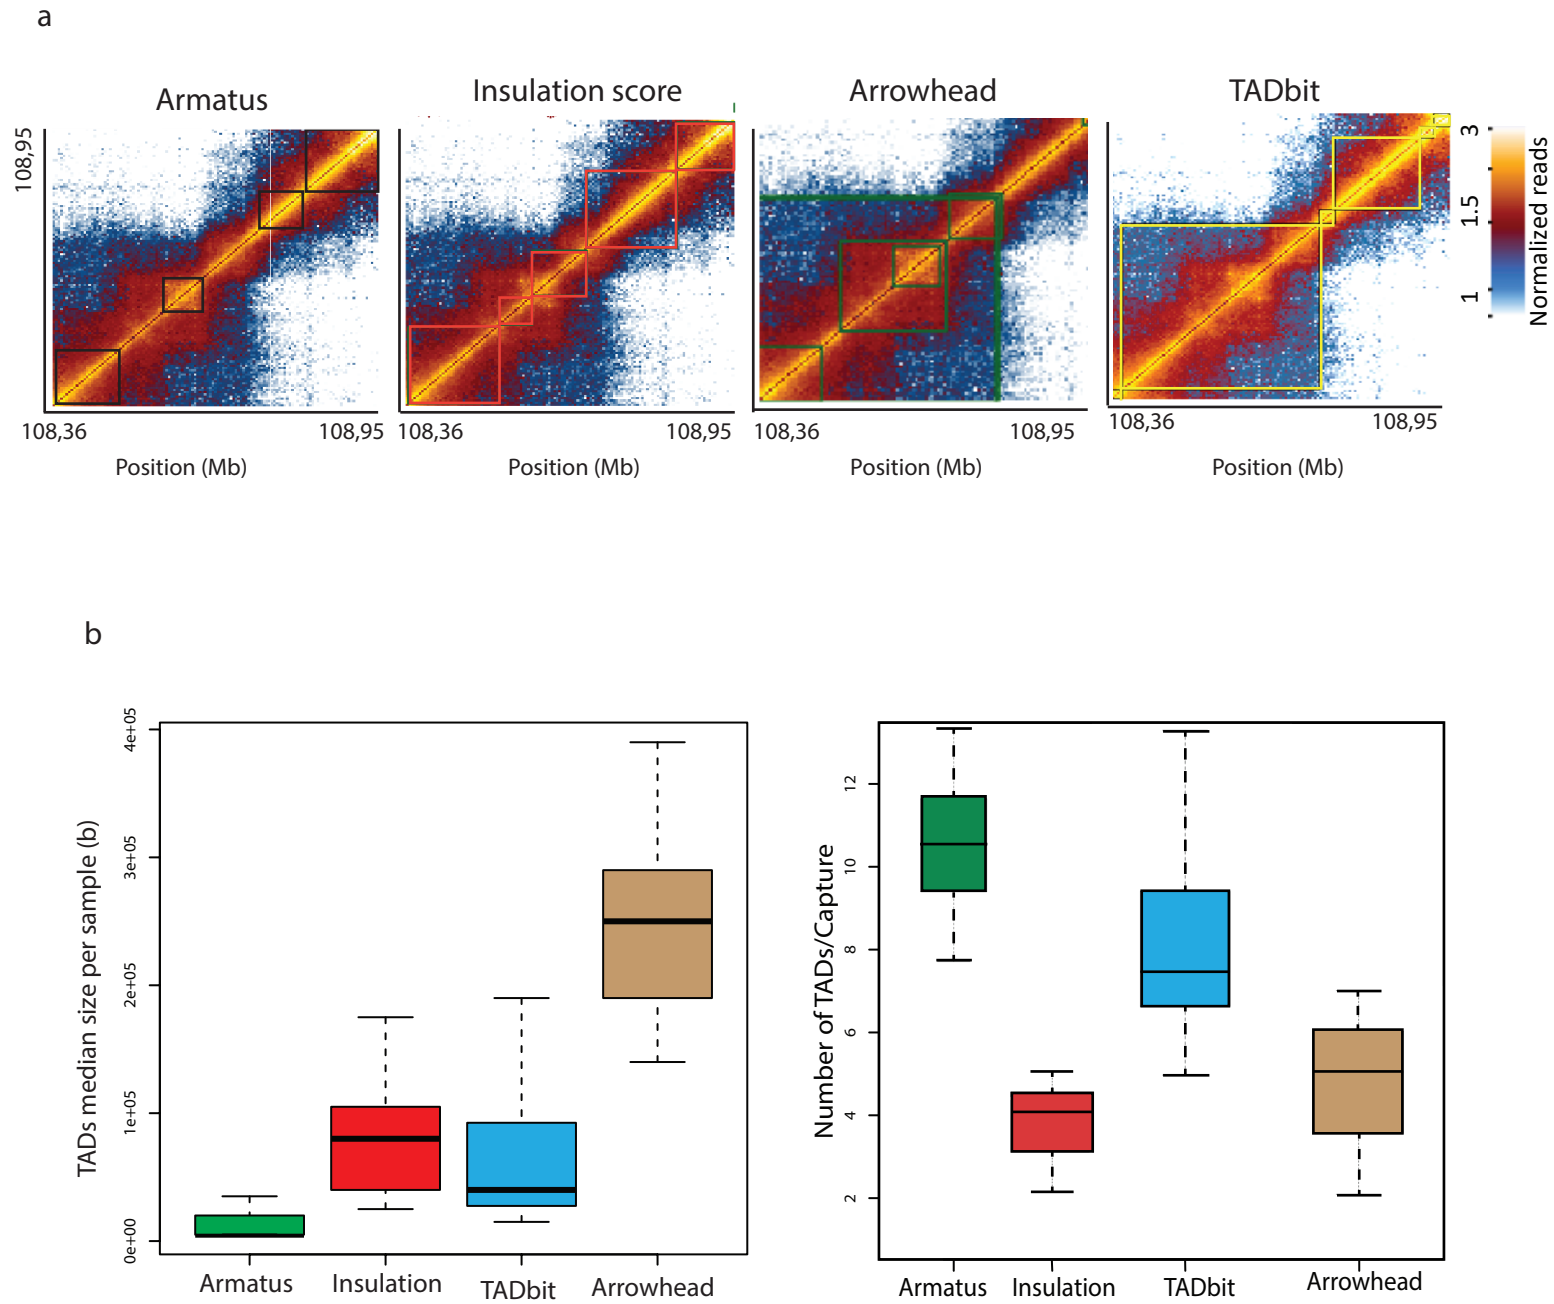 a
Armatus
Insulation score
Arrowhead
TADbit
108,95
108,36
108,95
Position (Mb)
108,36
108,95
Position (Mb)
108,36
108,95
Position (Mb)
108,36
108,95
Position (Mb)
3
1.5
1
Normalized reads
b
TADs median size per sample (b)
4e+05
3e+05
2e+05
1e+05
0e+00
Armatus
Insulation
TADbit
Arrowhead
Number of TADs/Capture
12
10
8
6
4
2
Armatus
Insulation
TADbit
Arrowhead